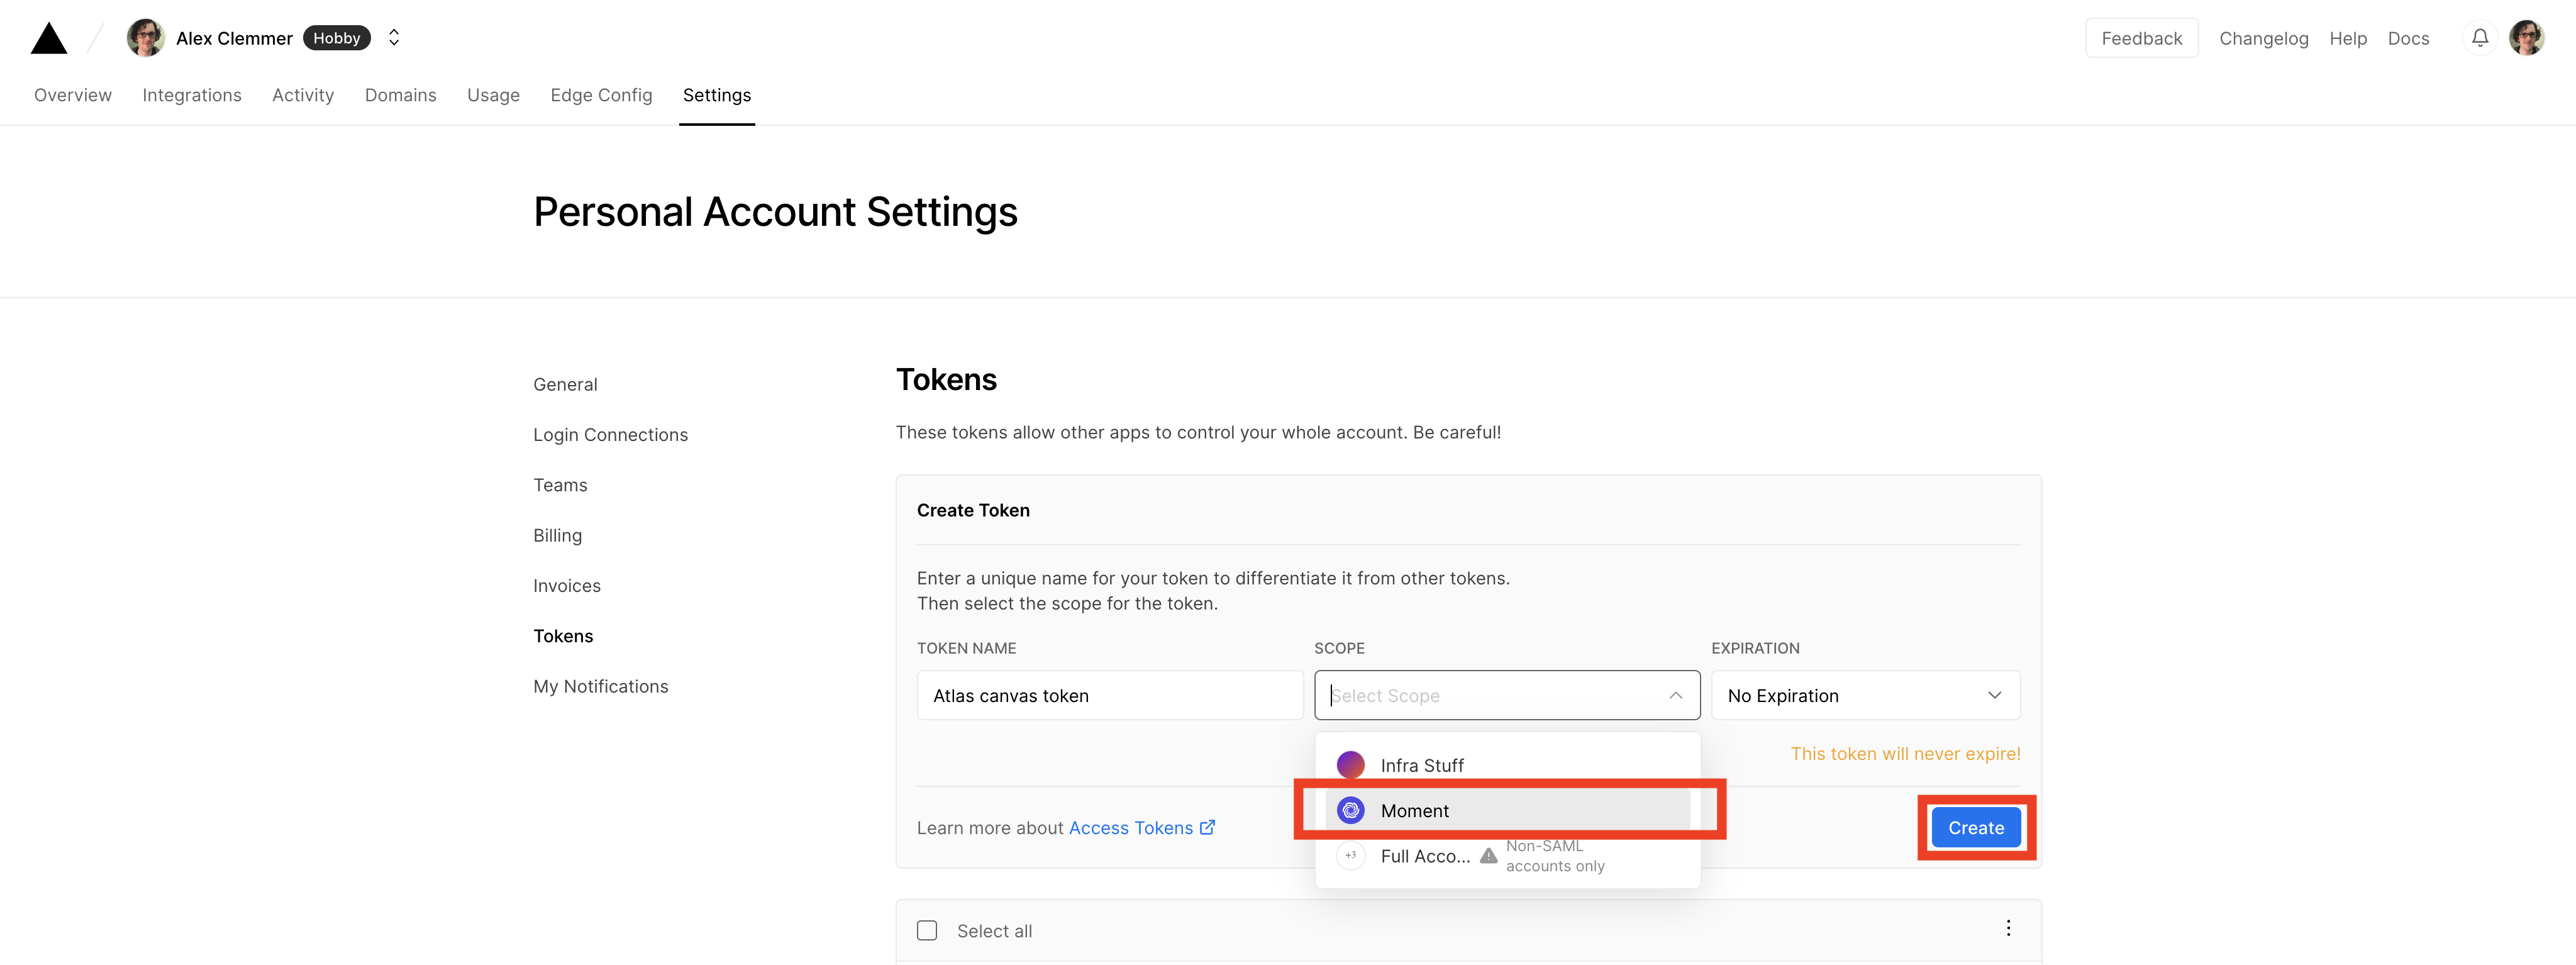 Alex Clemmer Hobby
Feedback Changelog Help Docs
Overview Integrations Activity Domains Usage Edge Config Settings
Personal Account Settings
General
Login Connections
Teams
Billing
Invoices
Tokens
My Notifications
Tokens
These tokens allow other apps to control your whole account. Be careful!
Create Token
Enter a unique name for your token to differentiate it from other tokens.
Then select the scope for the token.
TOKEN NAME SCOPE EXPIRATION
Atlas canvas token Select Scope No Expiration
This token will never expire!
Infra Stuff
Moment
+3 Full Acco... Non-SAML
accounts only
Learn more about Access Tokens
Create
Select all